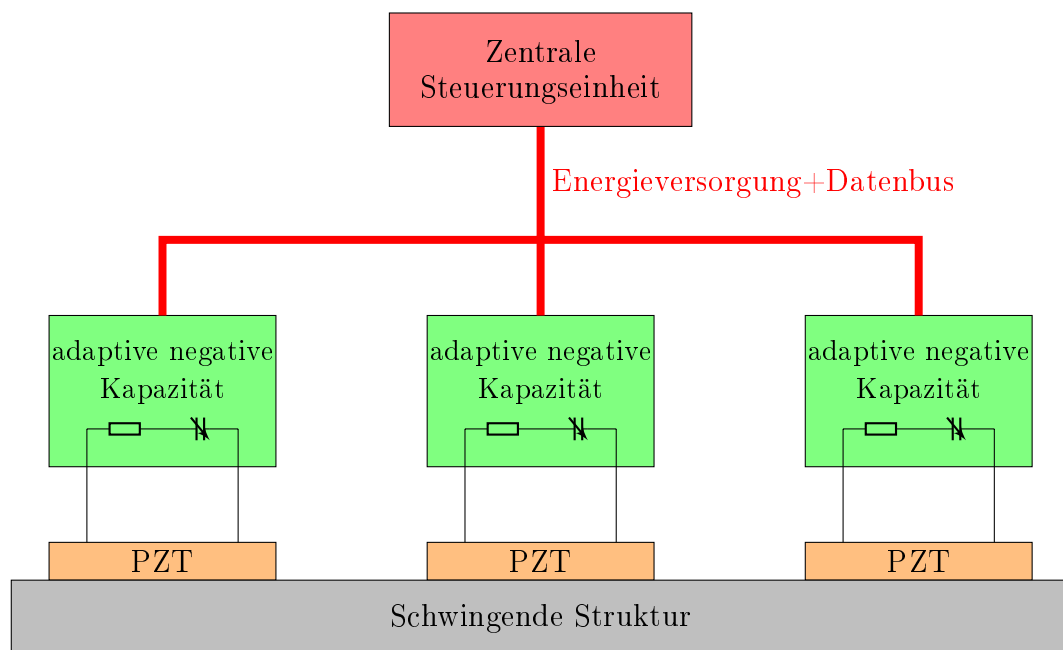 Zentrale
Steuerungseinheit
Energieversorgung+Datenbus
adaptive negative
Kapazität
adaptive negative
Kapazität
adaptive negative
Kapazität
PZT
PZT
PZT
Schwingende Struktur